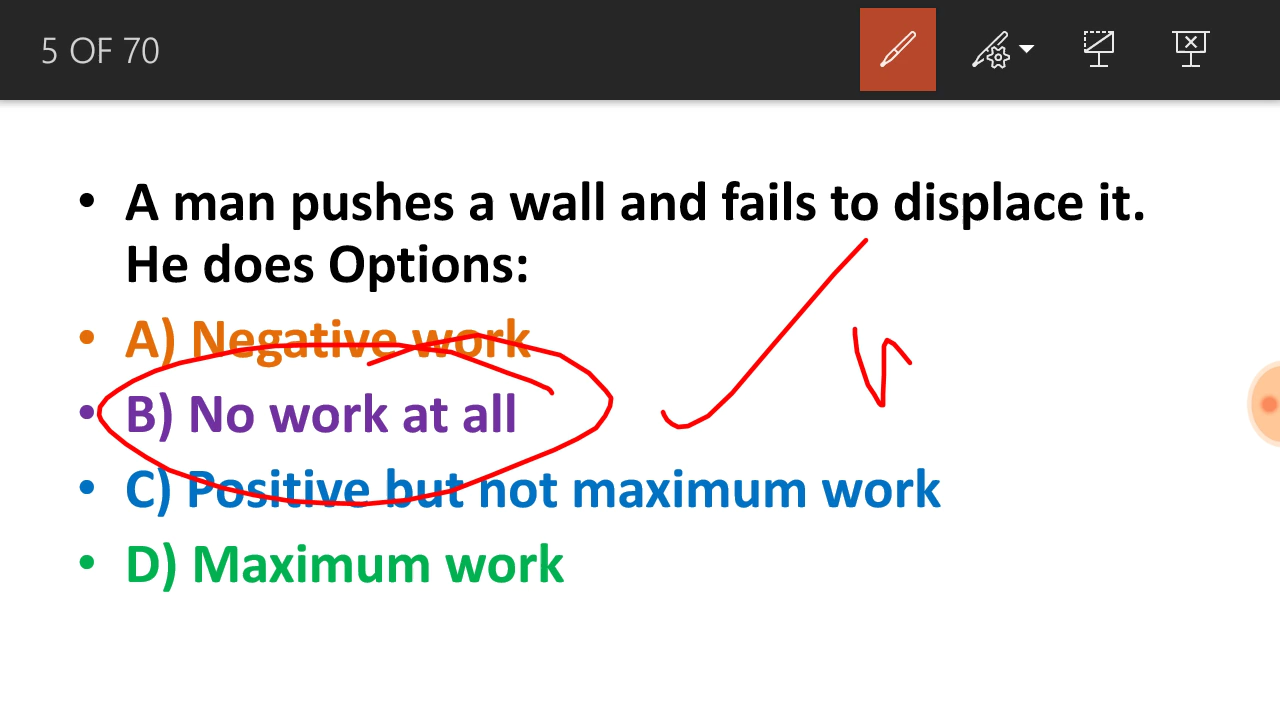 5 OF 70
• A man pushes a wall and fails to displace it.
He does Options:
• A) Negative work
• B) No work at all
• C) Positive but not maximum work
• D) Maximum work